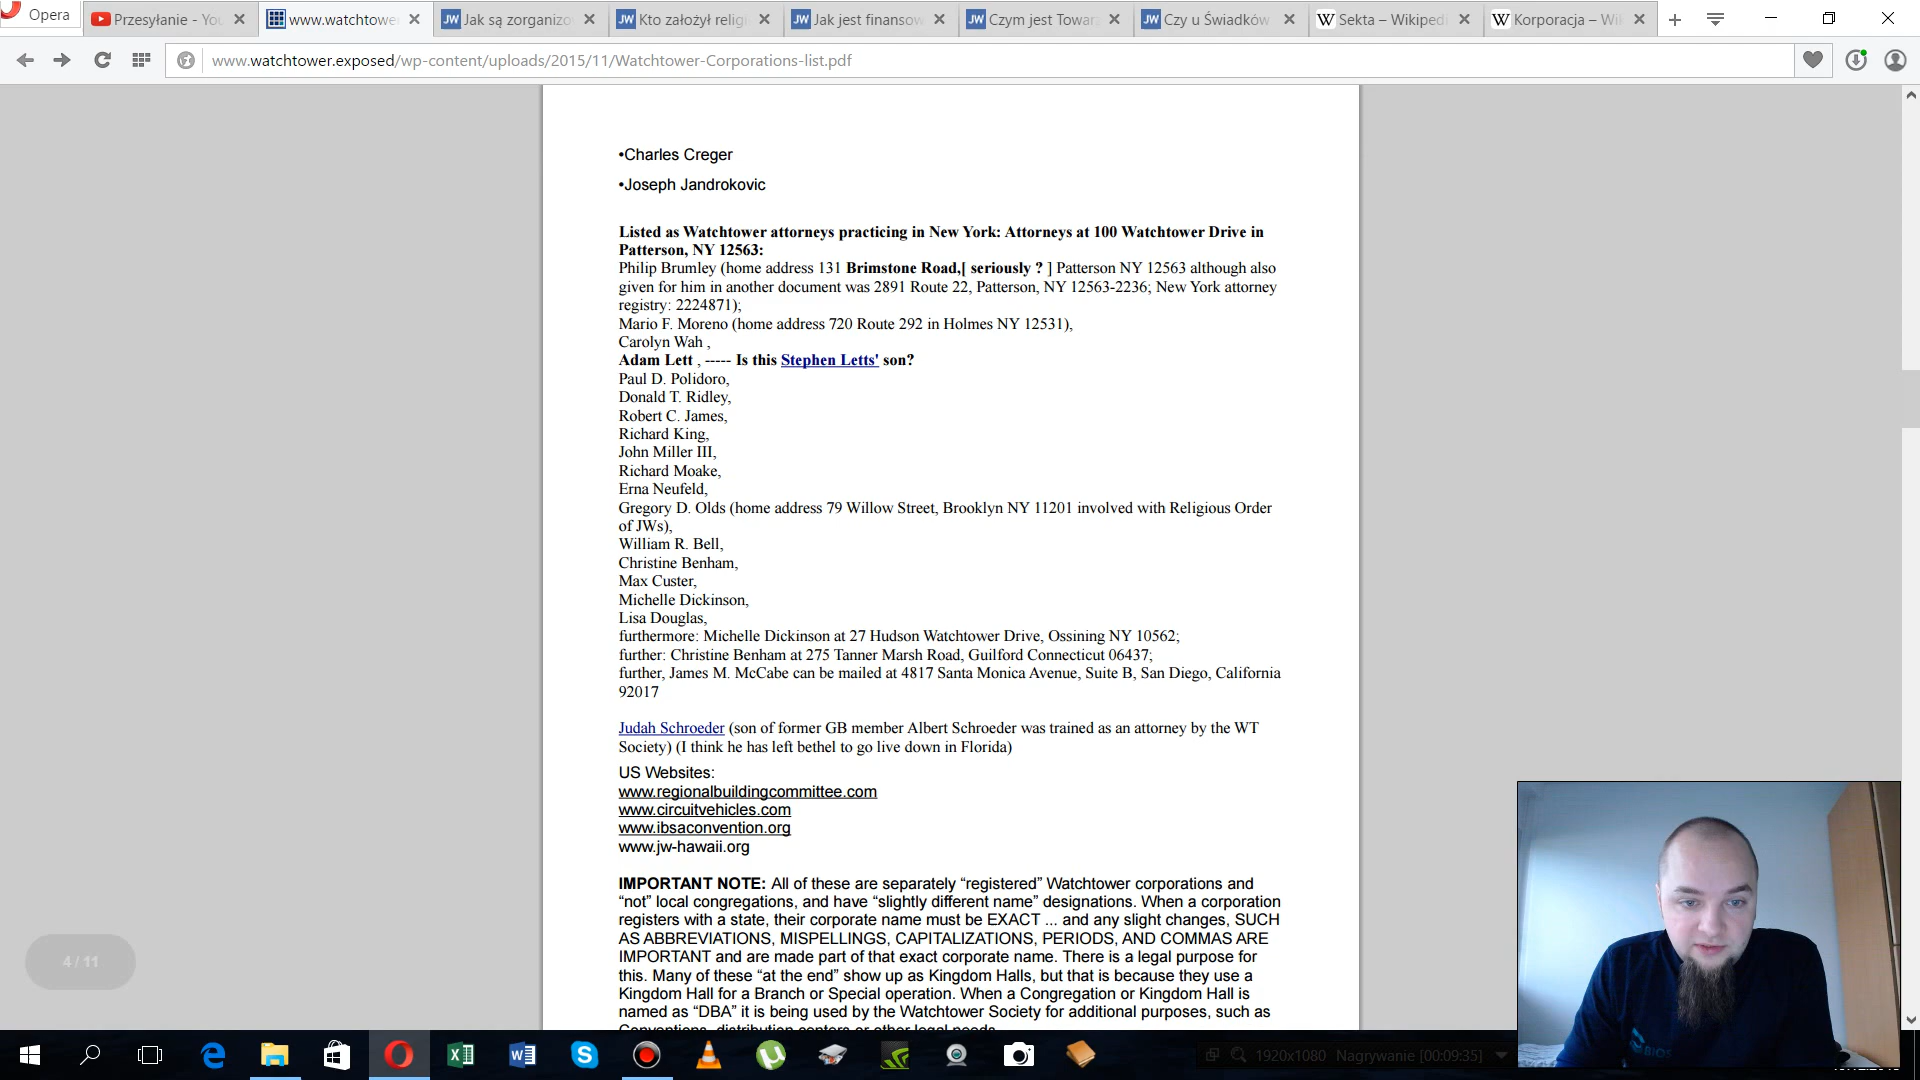 Opera
Przesyłanie - You
www.watchtower
Jak są zorganizo
Kto założył religi
Jak jest finansow
Czym jest Towar
Czy u Świadków
Sekta – Wikipedi
Korporacja – Wi
www.watchtower.exposed/wp-content/uploads/2015/11/Watchtower-Corporations-list.pdf
•Charles Creger
•Joseph Jandrokovic
Listed as Watchtower attorneys practicing in New York: Attorneys at 100 Watchtower Drive in
Patterson, NY 12563:
Philip Brumley (home address 131 Brimstone Road,[ seriously ? ] Patterson NY 12563 although also
given for him in another document was 2891 Route 22, Patterson, NY 12563-2236; New York attorney
registry: 2224871);
Mario F. Moreno (home address 720 Route 292 in Holmes NY 12531),
Carolyn Wah ,
Adam Lett , ----- Is this Stephen Letts' son?
Paul D. Polidoro,
Donald T. Ridley,
Robert C. James,
Richard King,
John Miller III,
Richard Moake,
Erna Neufeld,
Gregory D. Olds (home address 79 Willow Street, Brooklyn NY 11201 involved with Religious Order
of JWs),
William R. Bell,
Christine Benham,
Max Custer,
Michelle Dickinson,
Lisa Douglas,
furthermore: Michelle Dickinson at 27 Hudson Watchtower Drive, Ossining NY 10562;
further: Christine Benham at 275 Tanner Marsh Road, Guilford Connecticut 06437;
further, James M. McCabe can be mailed at 4817 Santa Monica Avenue, Suite B, San Diego, California
92017
Judah Schroeder (son of former GB member Albert Schroeder was trained as an attorney by the WT
Society) (I think he has left bethel to go live down in Florida)
US Websites:
www.regionalbuildingcommittee.com
www.circuitvehicles.com
www.ibsaconvention.org
www.jw-hawaii.org
IMPORTANT NOTE: All of these are separately “registered” Watchtower corporations and
“not” local congregations, and have “slightly different name” designations. When a corporation
registers with a state, their corporate name must be EXACT ... and any slight changes, SUCH
AS ABBREVIATIONS, MISPELLINGS, CAPITALIZATIONS, PERIODS, AND COMMAS ARE
IMPORTANT and are made part of that exact corporate name. There is a legal purpose for
this. Many of these “at the end” show up as Kingdom Halls, but that is because they use a
Kingdom Hall for a Branch or Special operation. When a Congregation or Kingdom Hall is
named as “DBA” it is being used by the Watchtower Society for additional purposes, such as
Conventions, distribution centers or other legal needs.
4 / 11
1920x1080 Nagrywanie [00:09:35]